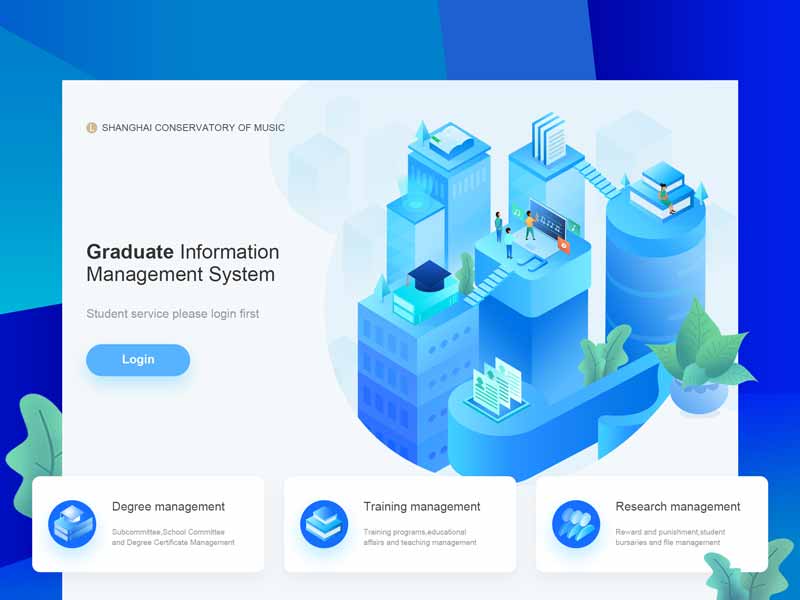 SHANGHAI CONSERVATORY OF MUSIC
Graduate Information
Management System
Student service please login first
Login
Degree management
Subcommittee,School Committee
and Degree Certificate Management
Training management
Training programs,educational
affairs and teaching management
Research management
Reward and punishment,student
bursaries and file management